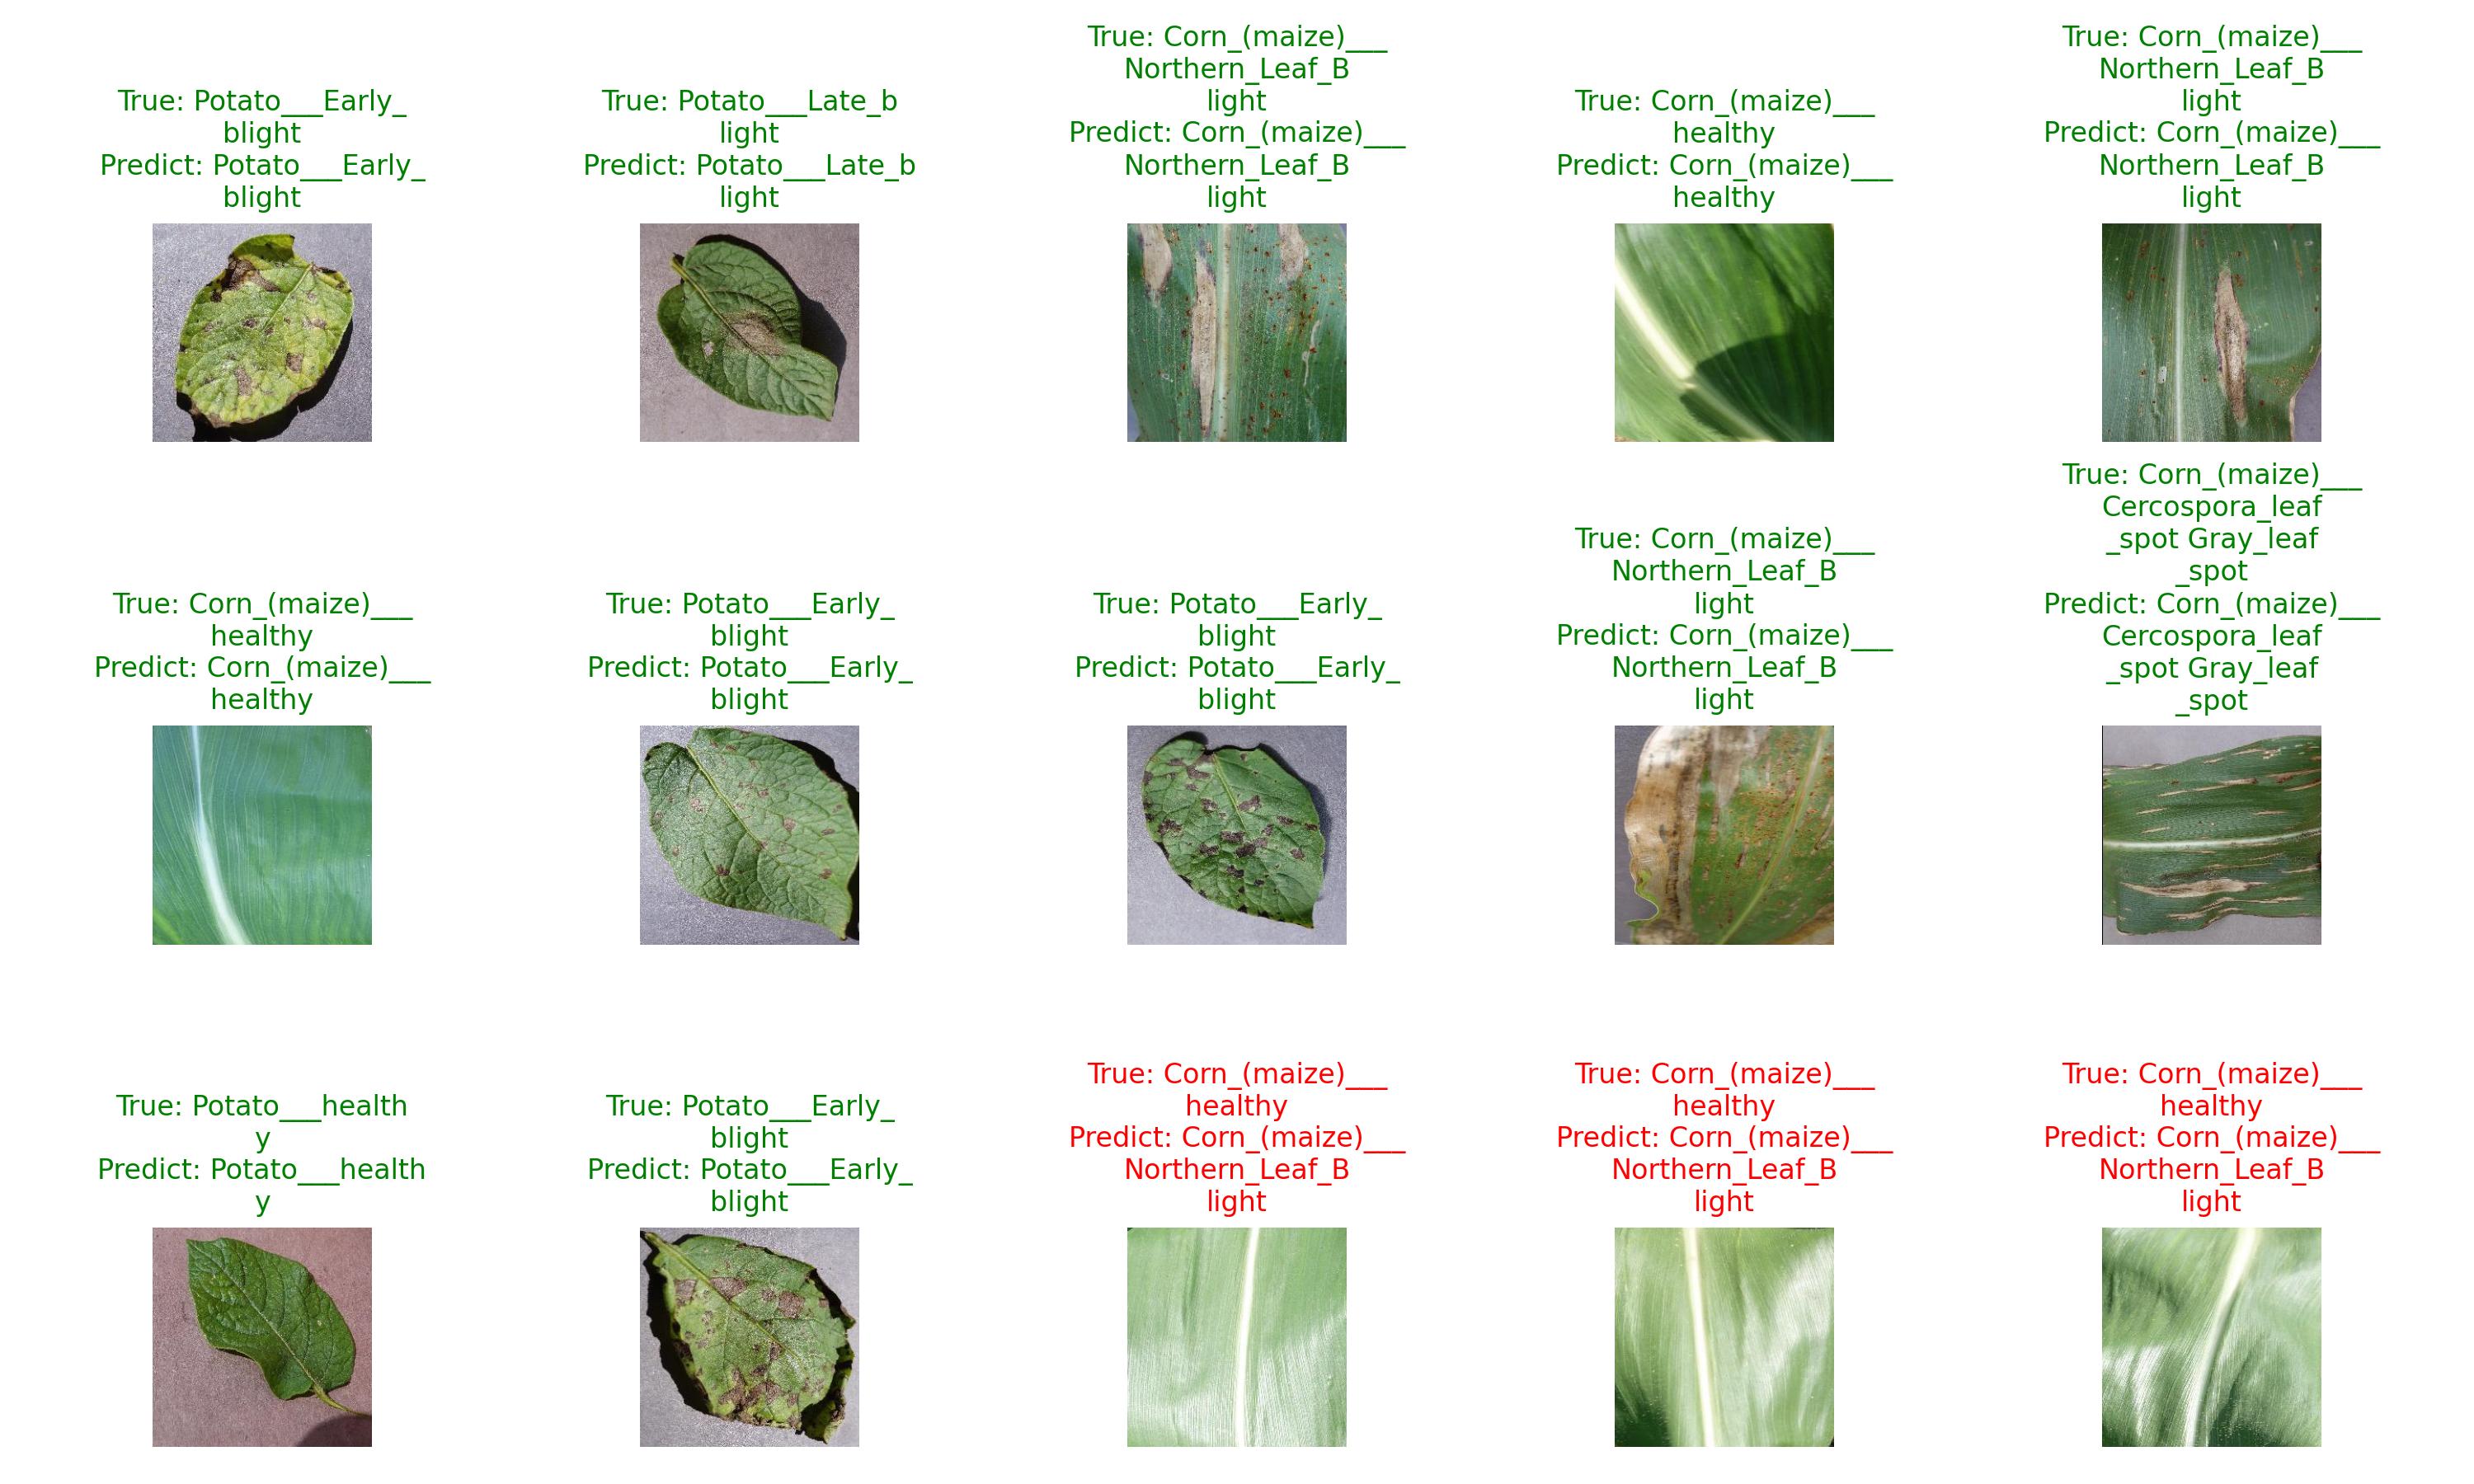 True: Potato___Early_
blight
Predict: Potato___Early_
blight
True: Potato___Late_b
light
Predict: Potato___Late_b
light
True: Corn_(maize)___
Northern_Leaf_B
light
Predict: Corn_(maize)___
Northern_Leaf_B
light
True: Corn_(maize)___
healthy
Predict: Corn_(maize)___
healthy
True: Corn_(maize)___
Northern_Leaf_B
light
Predict: Corn_(maize)___
Northern_Leaf_B
light
True: Corn_(maize)___
healthy
Predict: Corn_(maize)___
healthy
True: Potato___Early_
blight
Predict: Potato___Early_
blight
True: Potato___Early_
blight
Predict: Potato___Early_
blight
True: Corn_(maize)___
Northern_Leaf_B
light
Predict: Corn_(maize)___
Northern_Leaf_B
light
True: Corn_(maize)___
Cercospora_leaf
_spot Gray_leaf
_spot
Predict: Corn_(maize)___
Cercospora_leaf
_spot Gray_leaf
_spot
True: Potato___health
y
Predict: Potato___health
y
True: Potato___Early_
blight
Predict: Potato___Early_
blight
True: Corn_(maize)___
healthy
Predict: Corn_(maize)___
Northern_Leaf_B
light
True: Corn_(maize)___
healthy
Predict: Corn_(maize)___
Northern_Leaf_B
light
True: Corn_(maize)___
healthy
Predict: Corn_(maize)___
Northern_Leaf_B
light